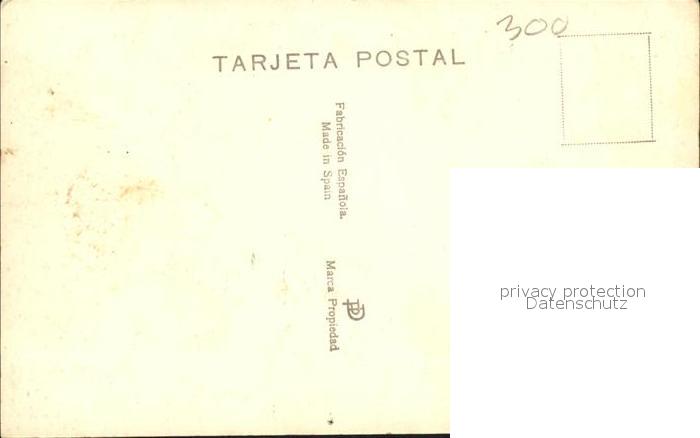 300
TARJETA POSTAL
Fabricación Española.
Made in Spain
Marca Propiedad
privacy protection
Datenschutz